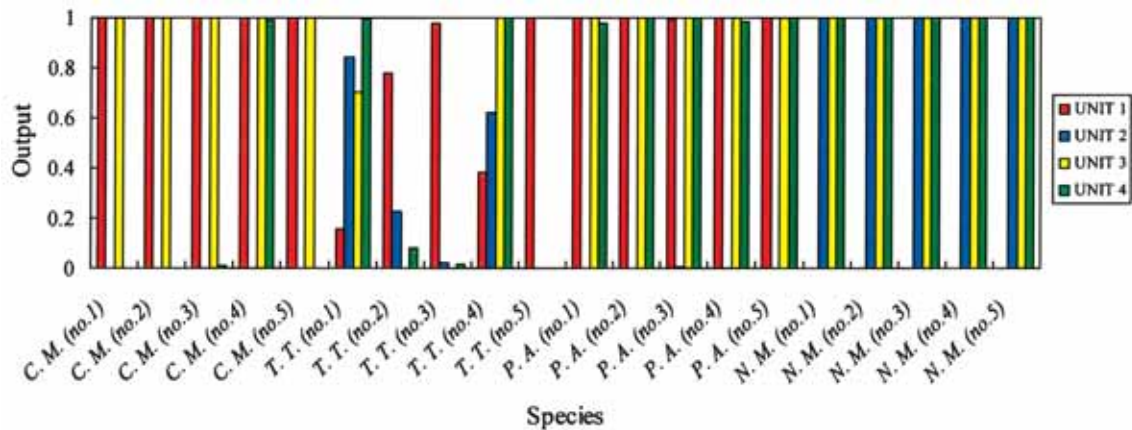 1
0.8
0.6
0.4
0.2
0
Output
C. M. (no.1)
C. M. (no.2)
C. M. (no.3)
C. M. (no.4)
C. M. (no.5)
T. T. (no.1)
T. T. (no.2)
T. T. (no.3)
T. T. (no.4)
T. T. (no.5)
P. A. (no.1)
P. A. (no.2)
P. A. (no.3)
P. A. (no.4)
P. A. (no.5)
N. M. (no.1)
N. M. (no.2)
N. M. (no.3)
N. M. (no.4)
N. M. (no.5)
Species
UNIT 1
UNIT 2
UNIT 3
UNIT 4